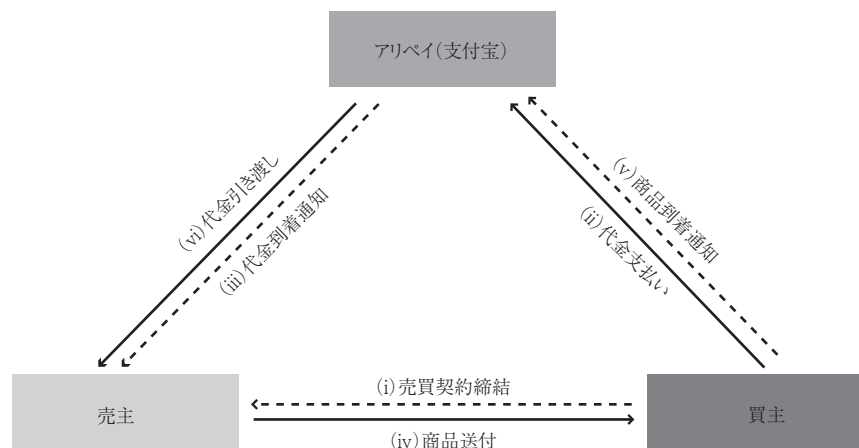 アリペイ(支付宝)
(vi)代金引き渡し
(iii)代金到着通知
(v)商品到着通知
(ii)代金支払い
(i)売買契約締結
売主
買主
(iv)商品送付